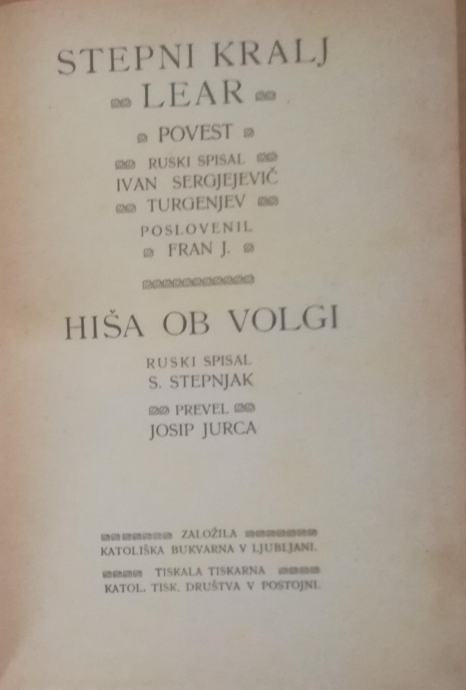 STEPNI KRALJ
LEAR
POVEST
RUSKI SPISAL
IVAN SERGJEJEVIČ
TURGENJEV
POSLOVENIL
FRAN J.
HIŠA OB VOLGI
RUSKI SPISAL
S. STEPNJAK
PREVEL
JOSIP JURCA
ZALOŽILA
KATOLIŠKA BUKVARNA V LJUBLJANI.
TISKALA TISKARNA
KATOL. TISK. DRUŠTVA V POSTOJNI.